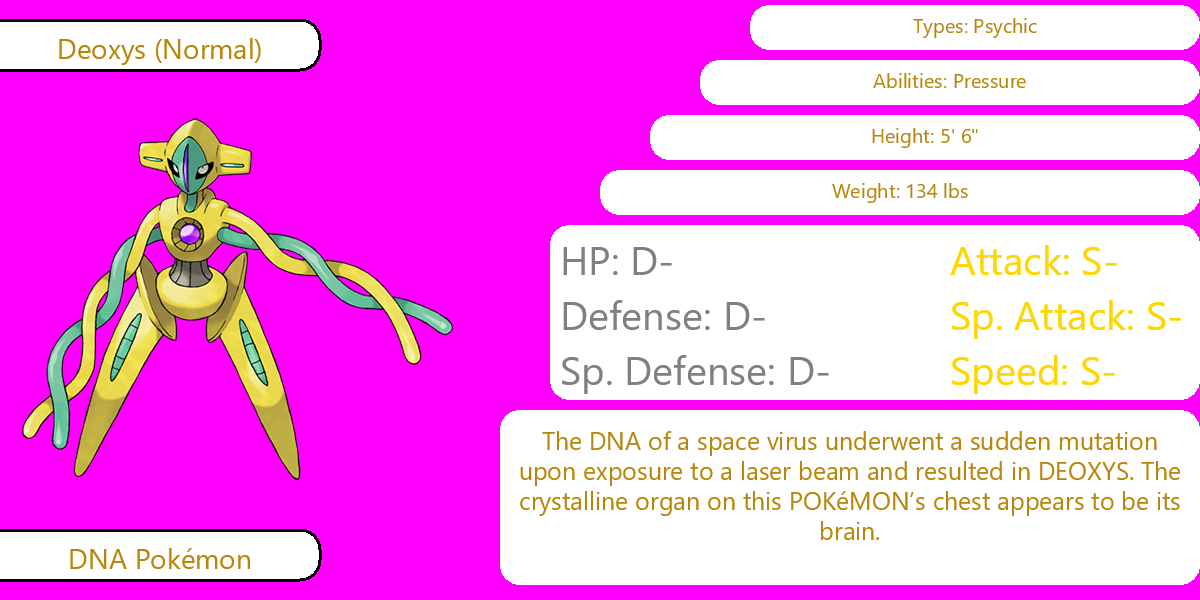 Deoxys (Normal)
DNA Pokémon
Types: Psychic
Abilities: Pressure
Height: 5' 6"
Weight: 134 lbs
HP: D-
Attack: S-
Defense: D-
Sp. Attack: S-
Sp. Defense: D-
Speed: S-
The DNA of a space virus underwent a sudden mutation
upon exposure to a laser beam and resulted in DEOXYS. The
crystalline organ on this POKéMON’s chest appears to be its
brain.